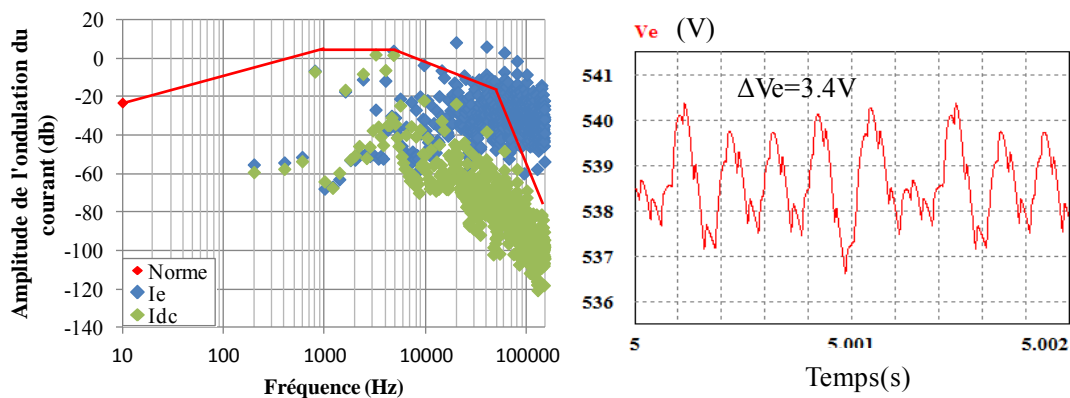 Amplitude de l'ondulation du
courant (db)
20
0
-20
-40
-60
-80
-100
-120
-140
Norme
Ie
Idc
10
100
1000
10000
100000
Fréquence (Hz)
Ve (V)
541
540
539
538
537
536
ΔVe=3.4V
5
5.001
5.002
Temps(s)